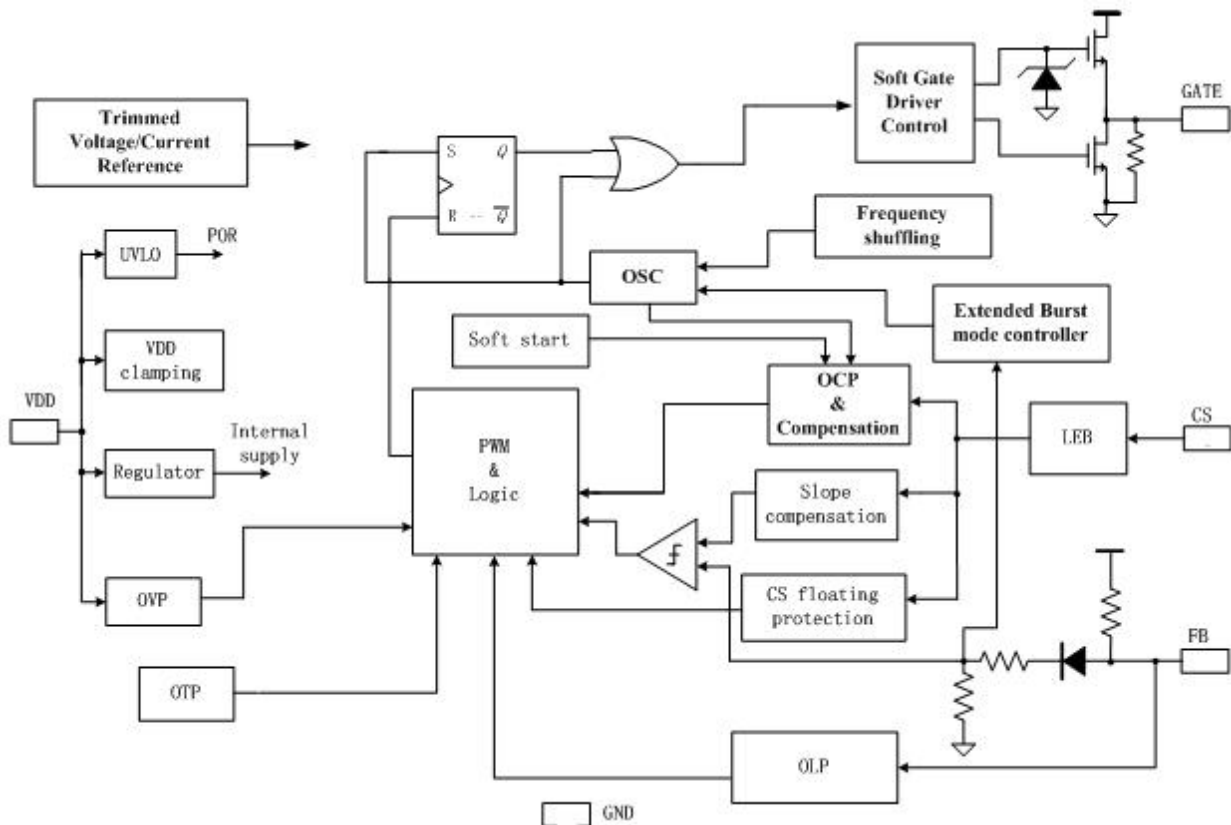 Trimmed
Voltage/Current
Reference
S Q
R -- Q̅
Soft Gate
Driver
Control
GATE
Frequency
shuffling
UVLO
POR
OSC
Extended Burst
mode controller
Soft start
VDD
clamping
OCP
&
Compensation
VDD
CS
LEB
Internal
supply
Regulator
PWM
&
Logic
Slope
compensation
OVP
CS floating
protection
FB
OTP
OLP
GND